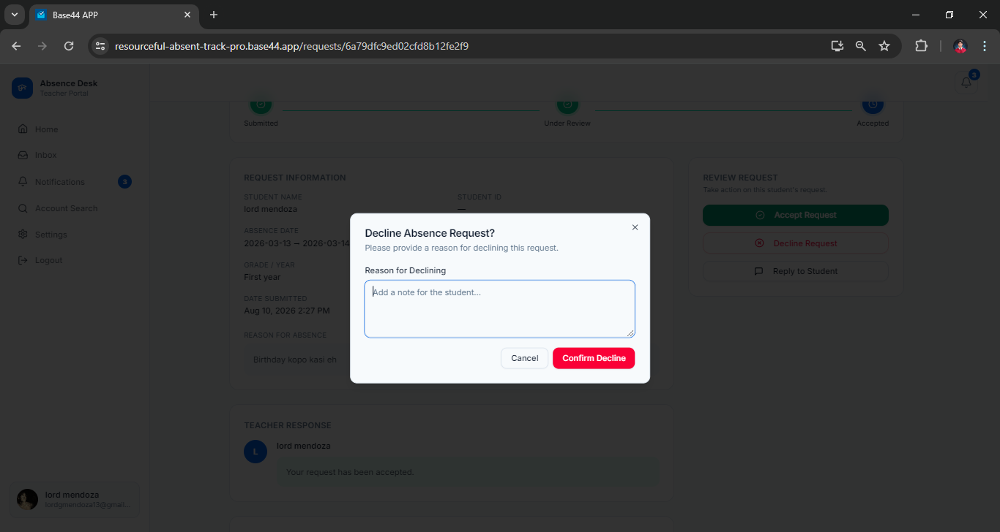 Base44 APP
resourceful-absent-track-pro.base44.app/requests/6a79dfc9ed02cfd8b12fe2f9
Absence Desk
Teacher Portal
3
Home
Inbox
Notifications 3
Account Search
Settings
Logout
lord mendoza
lordgmendoza13@gmail...
Submitted
Under Review
Accepted
REQUEST INFORMATION
STUDENT NAME
lord mendoza
STUDENT ID
—
ABSENCE DATE
2026-03-13 — 2026-03-14
GRADE / YEAR
First year
DATE SUBMITTED
Aug 10, 2026 2:27 PM
REASON FOR ABSENCE
Birthday kopo kasi eh
TEACHER RESPONSE
L
lord mendoza
Your request has been accepted.
REVIEW REQUEST
Take action on this student's request.
Accept Request
Decline Request
Reply to Student
Decline Absence Request?
Please provide a reason for declining this request.
Reason for Declining
Add a note for the student...
Cancel
Confirm Decline